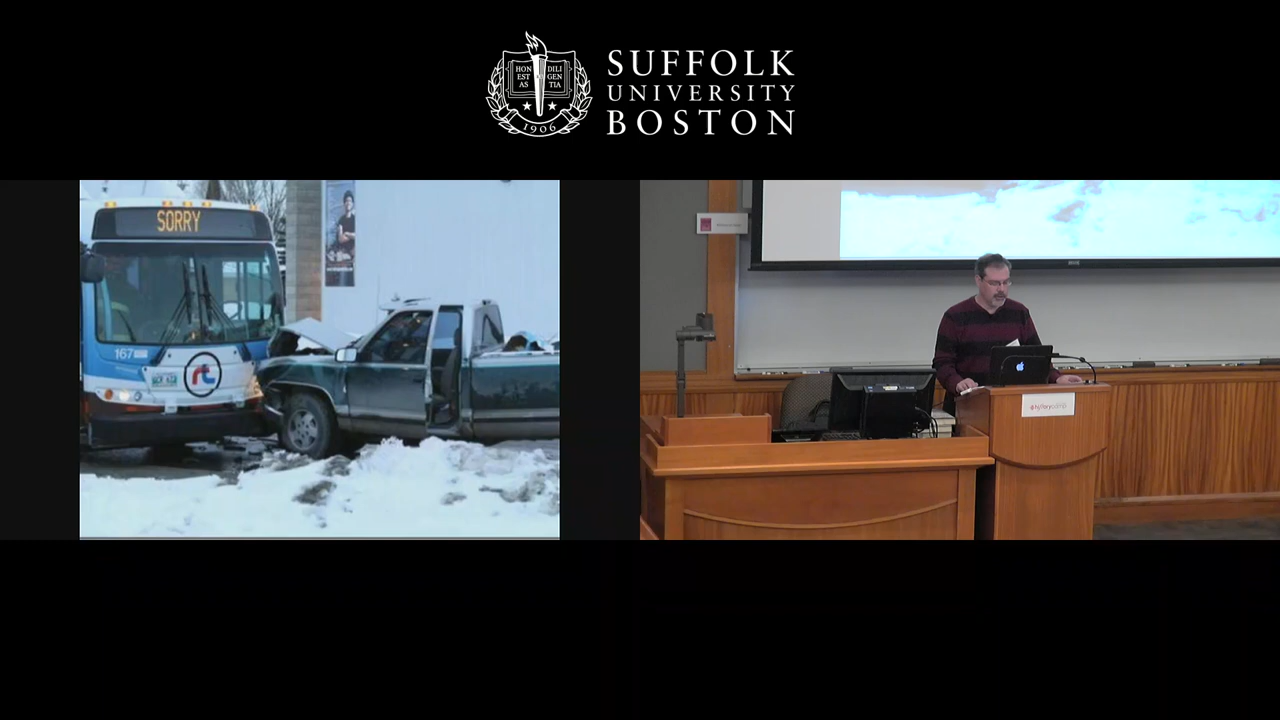 HON
EST
AS
DILI
GEN
TIA
1906
SUFFOLK
UNIVERSITY
BOSTON
SORRY
167